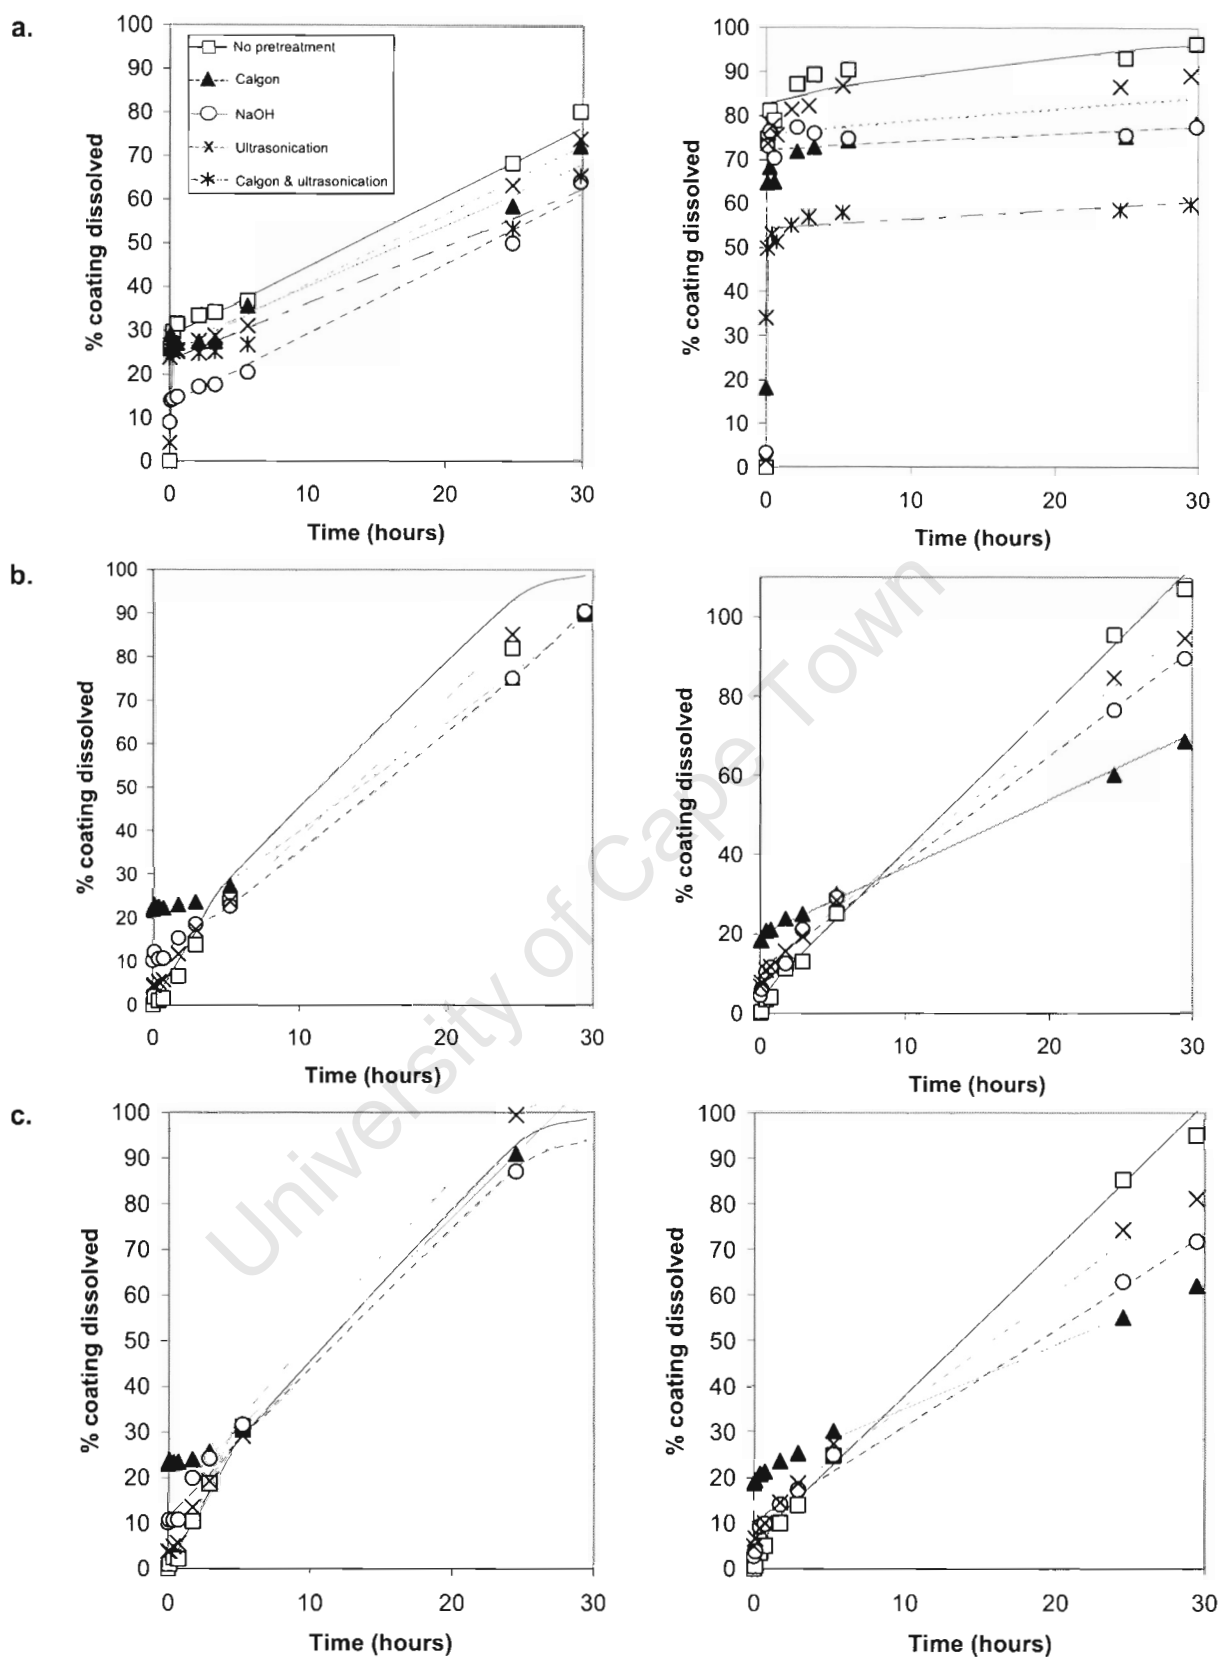 a.
% coating dissolved
100
90
80
70
60
50
40
30
20
10
0
0 10 20 30
Time (hours)
No pretreatment
Calgon
NaOH
Ultrasonication
Calgon & ultrasonication
% coating dissolved
100
90
80
70
60
50
40
30
20
10
0
0 10 20 30
Time (hours)
b.
% coating dissolved
100
90
80
70
60
50
40
30
20
10
0
0 10 20 30
Time (hours)
% coating dissolved
100
80
60
40
20
0
0 10 20 30
Time (hours)
c.
% coating dissolved
100
90
80
70
60
50
40
30
20
10
0
0 10 20 30
Time (hours)
% coating dissolved
100
90
80
70
60
50
40
30
20
10
0
0 10 20 30
Time (hours)
University of Cape Town